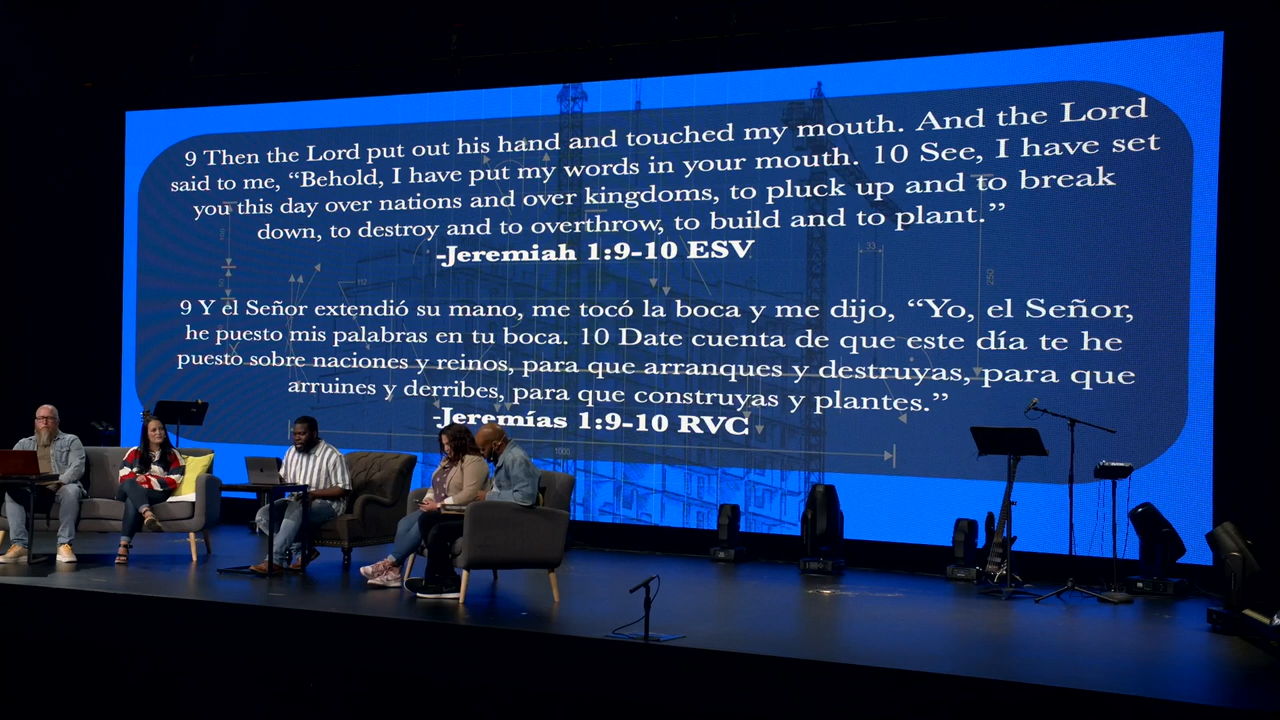 9 Then the Lord put out his hand and touched my mouth. And the Lord
said to me, “Behold, I have put my words in your mouth. 10 See, I have set
you this day over nations and over kingdoms, to pluck up and to break
down, to destroy and to overthrow, to build and to plant.”
-Jeremiah 1:9-10 ESV
9 Y el Señor extendió su mano, me tocó la boca y me dijo, “Yo, el Señor,
he puesto mis palabras en tu boca. 10 Date cuenta de que este día te he
puesto sobre naciones y reinos, para que arranques y destruyas, para que
arruines y derribes, para que construyas y plantes.”
-Jeremías 1:9-10 RVC
33
250
112
1000